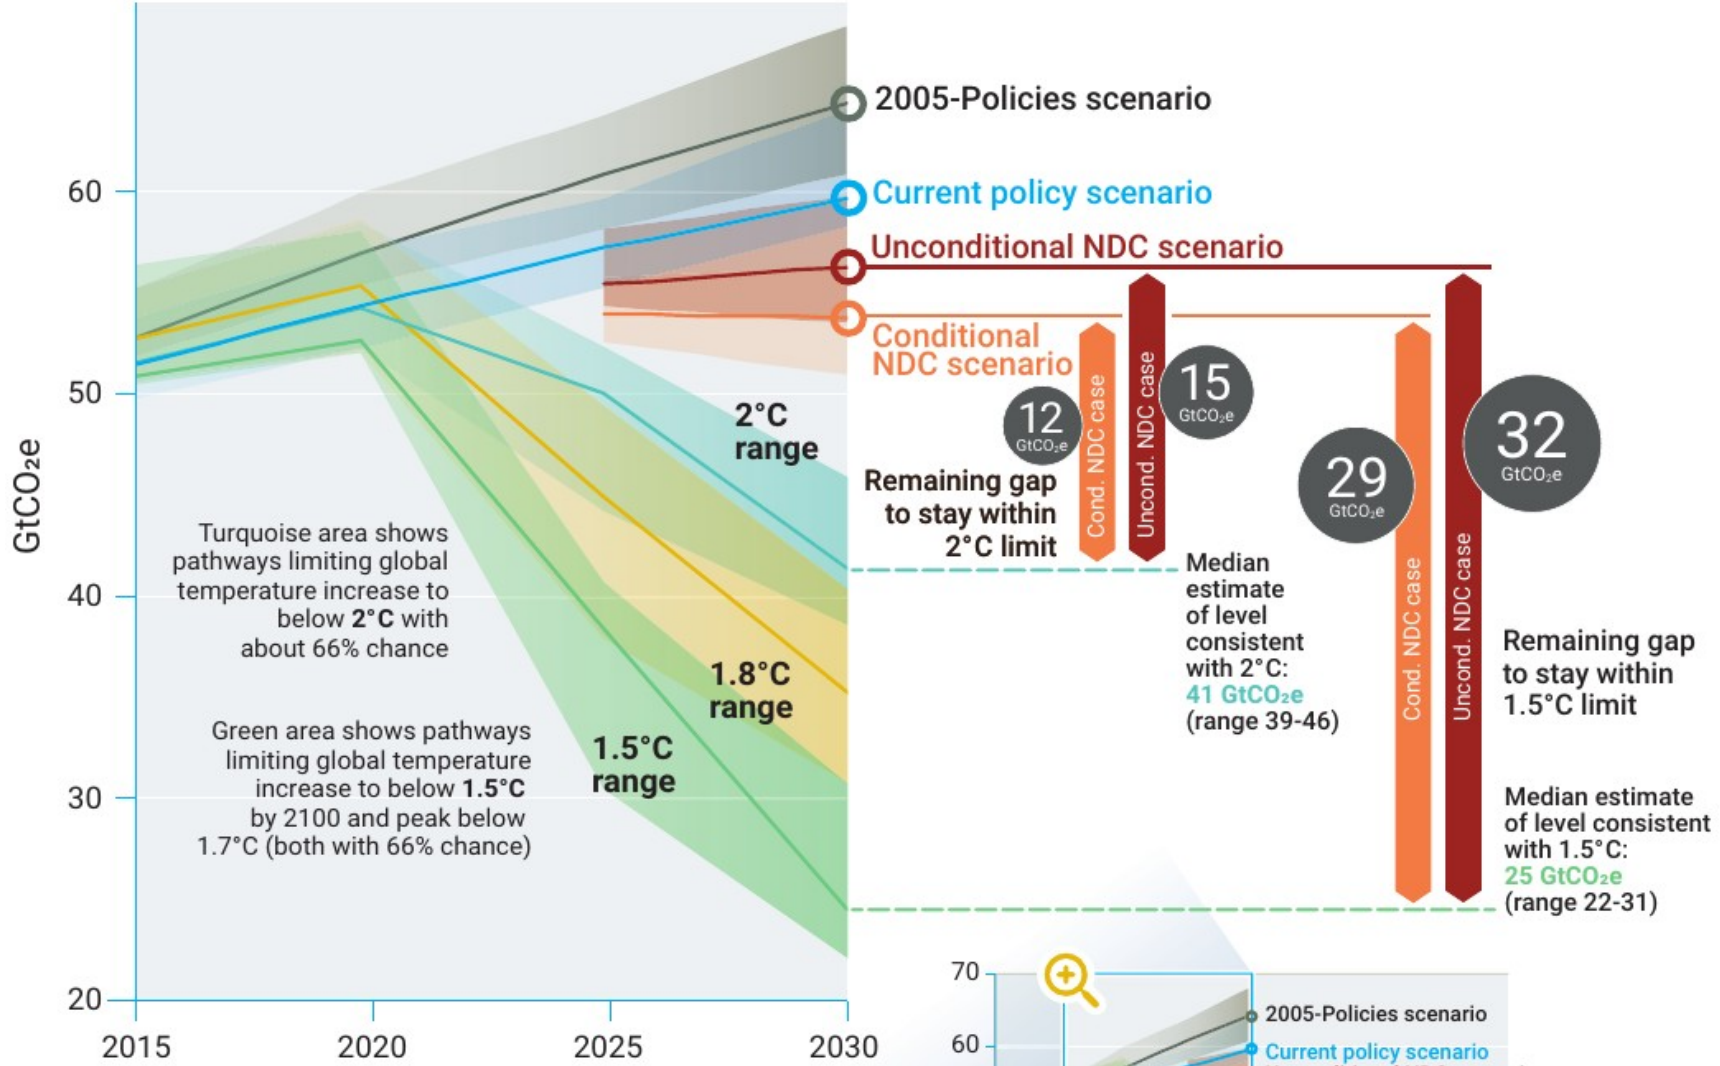 2005-Policies scenario
60
Current policy scenario
Unconditional NDC scenario
Conditional
NDC scenario
50
2°C
range
12
GtCO₂e
Cond. NDC case
Uncond. NDC case
15
GtCO₂e
29
GtCO₂e
Cond. NDC case
Uncond. NDC case
32
GtCO₂e
Remaining gap
to stay within
2°C limit
GtCO₂e
Turquoise area shows
pathways limiting global
temperature increase to
below 2°C with
about 66% chance
40
Median
estimate
of level
consistent
with 2°C:
41 GtCO₂e
(range 39-46)
Remaining gap
to stay within
1.5°C limit
1.8°C
range
1.5°C
range
Green area shows pathways
limiting global temperature
increase to below 1.5°C
by 2100 and peak below
1.7°C (both with 66% chance)
30
Median estimate
of level consistent
with 1.5°C:
25 GtCO₂e
(range 22-31)
20
2015
2020
2025
2030
70
2005-Policies scenario
60
Current policy scenario